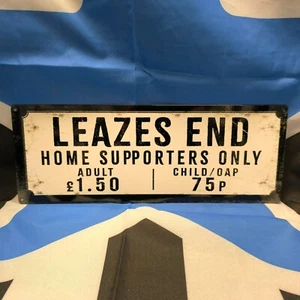 LEAZES END
HOME SUPPORTERS ONLY
ADULT | CHILD/OAP
£1.50 | 75P